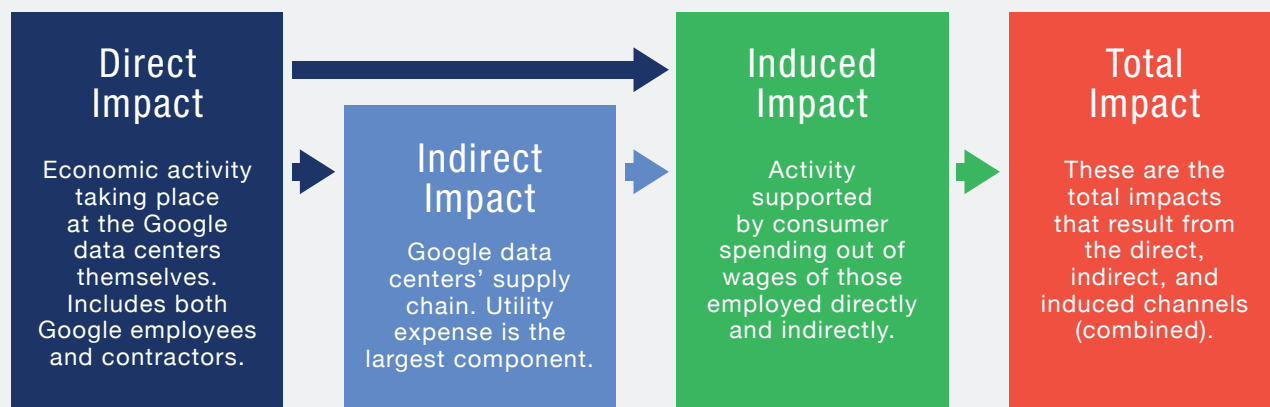 Direct
Impact
Economic activity
taking place
at the Google
data centers
themselves.
Includes both
Google employees
and contractors.
Indirect
Impact
Google data
centers’ supply
chain. Utility
expense is the
largest component.
Induced
Impact
Activity
supported
by consumer
spending out of
wages of those
employed directly
and indirectly.
Total
Impact
These are the
total impacts
that result from
the direct,
indirect, and
induced channels
(combined).